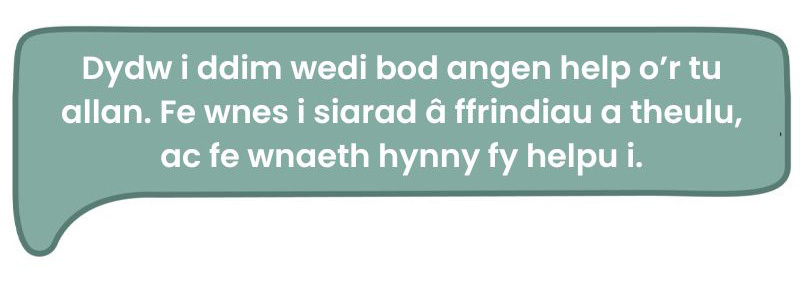 Dydw i ddim wedi bod angen help o’r tu
allan. Fe wnes i siarad â ffrindiau a theulu,
ac fe wnaeth hynny fy helpu i.